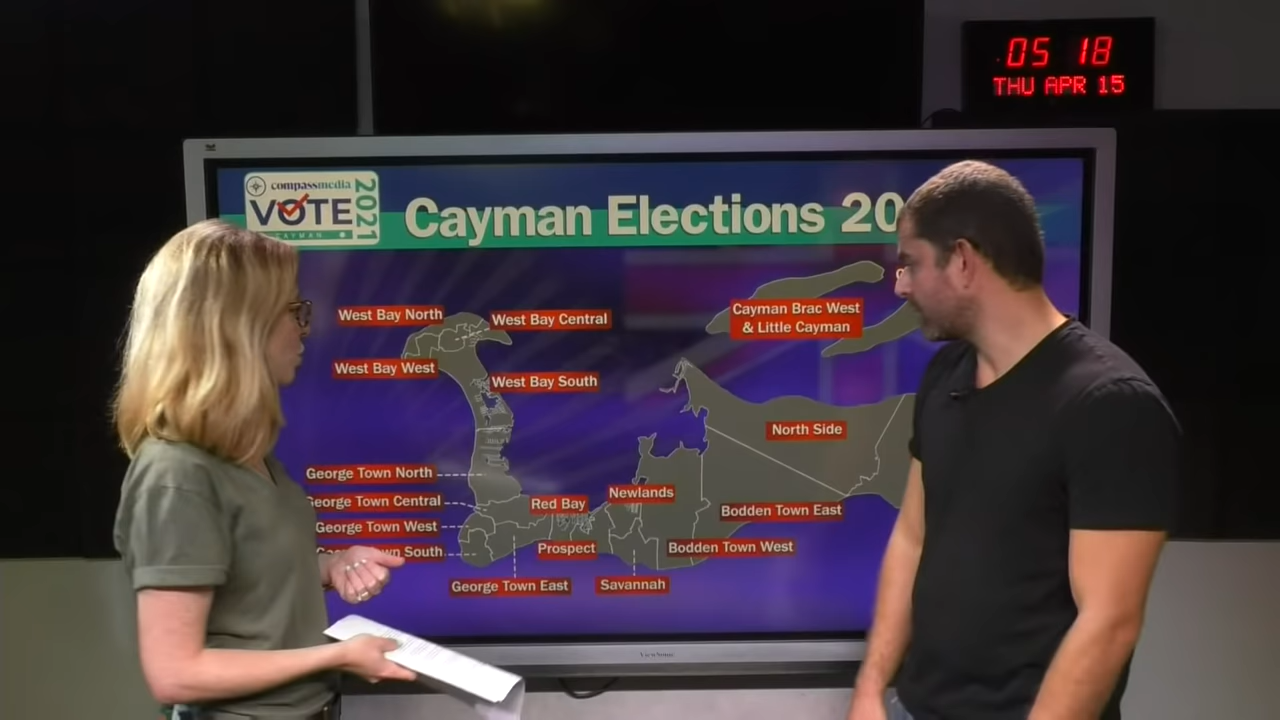 05 18
THU APR 15
compassmedia
VOTE
2021
CAYMAN
Cayman Elections 20
West Bay North
West Bay Central
Cayman Brac West
& Little Cayman
West Bay West
West Bay South
North Side
George Town North
Newlands
George Town Central
Red Bay
Bodden Town East
George Town West
Prospect
Bodden Town West
South
George Town East
Savannah
ViewSonic